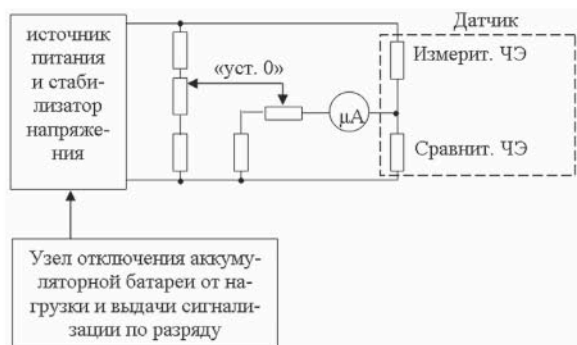 Датчик
источник
питания
и стаби-
лизатор
напряже-
ния
«уст. 0»
Измерит. ЧЭ
μА
Сравнит. ЧЭ
Узел отключения аккуму-
ляторной батареи от на-
грузки и выдачи сигнали-
зации по разряду